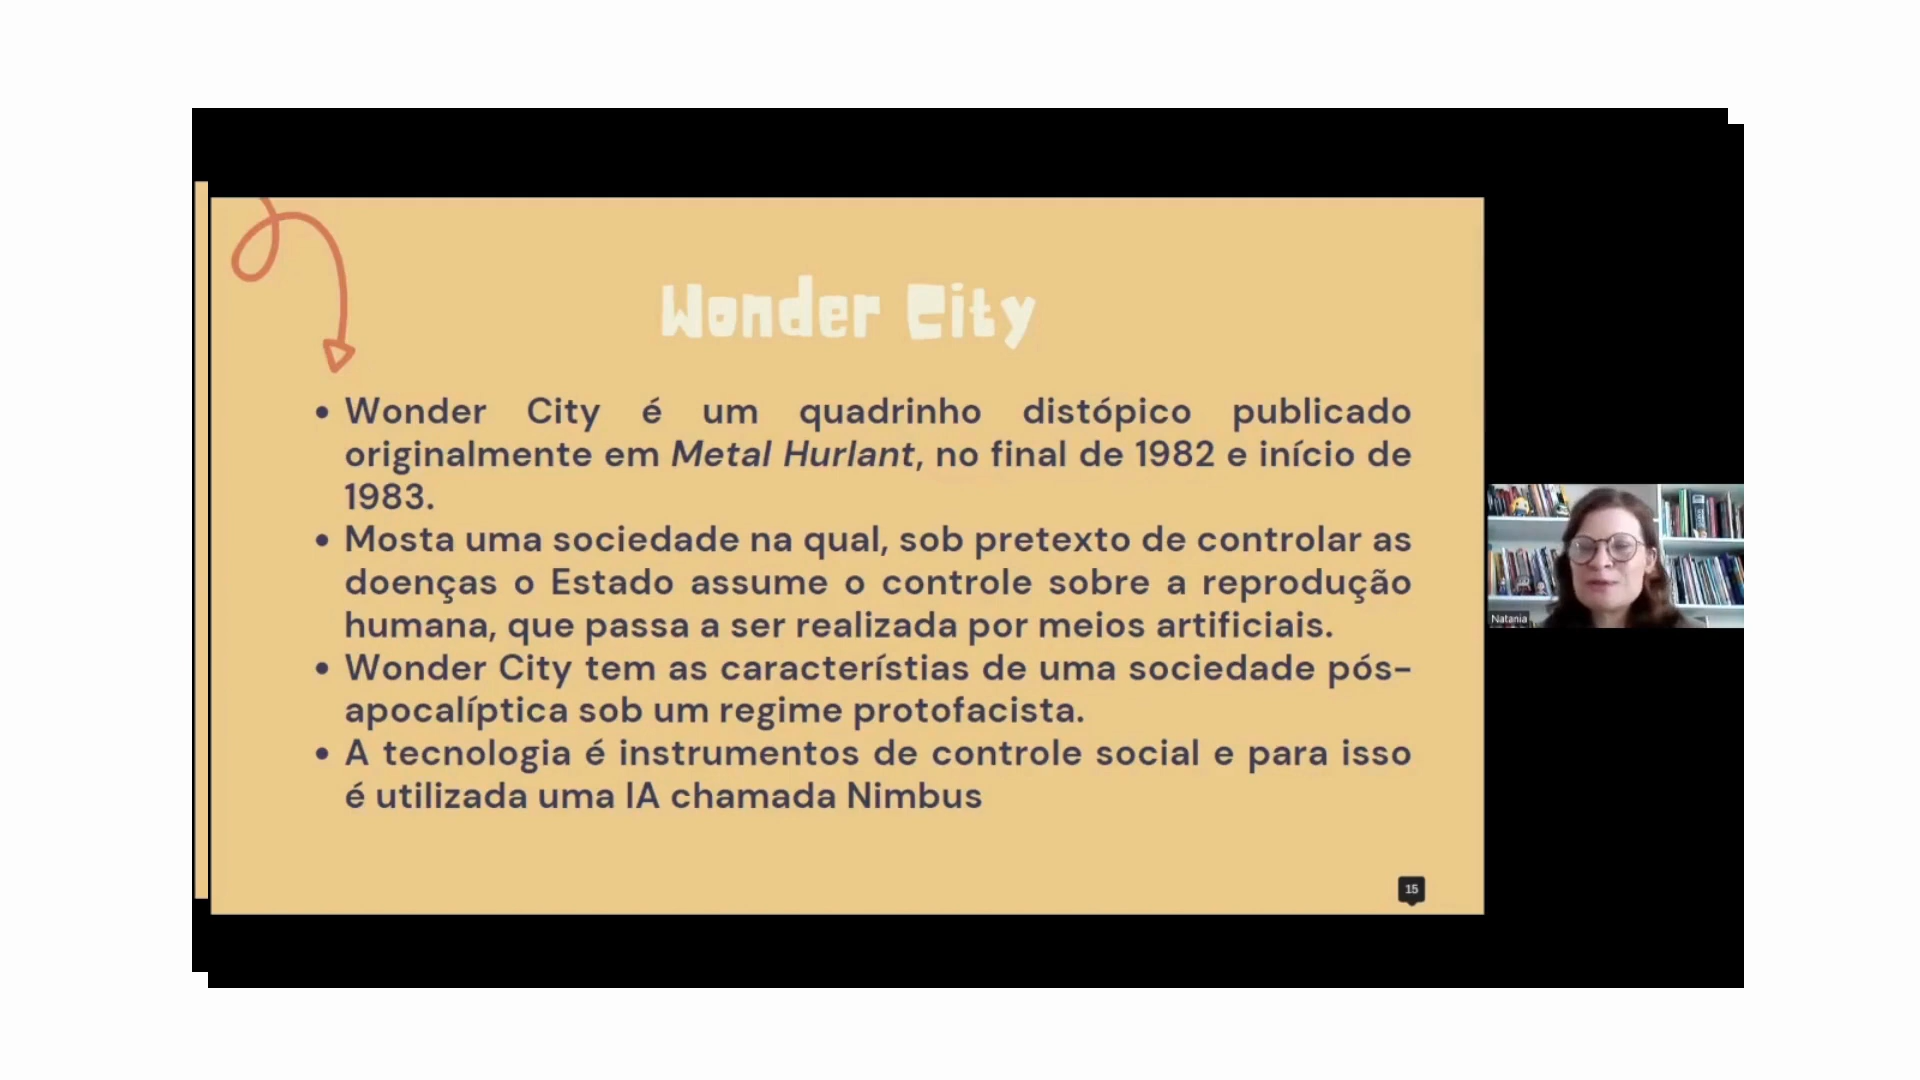 Wonder City
• Wonder City é um quadrinho distópico publicado
originalmente em Metal Hurlant, no final de 1982 e início de
1983.
• Mosta uma sociedade na qual, sob pretexto de controlar as
doenças o Estado assume o controle sobre a reprodução
humana, que passa a ser realizada por meios artificiais.
• Wonder City tem as característias de uma sociedade pós-
apocalíptica sob um regime protofacista.
• A tecnologia é instrumentos de controle social e para isso
é utilizada uma IA chamada Nimbus
15
Natania